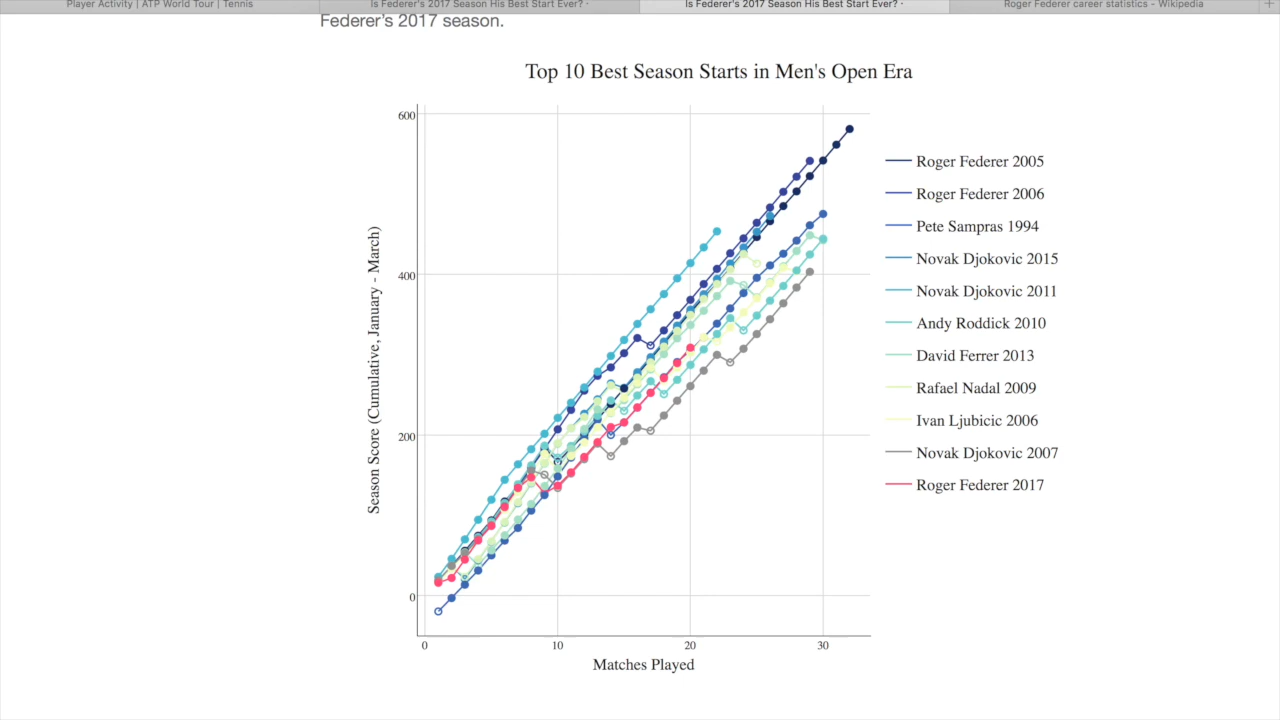 Player Activity | ATP World Tour | Tennis
Is Federer's 2017 Season His Best Start Ever? ·
Is Federer's 2017 Season His Best Start Ever? ·
Roger Federer career statistics - Wikipedia
Federer's 2017 season.
Top 10 Best Season Starts in Men's Open Era
Season Score (Cumulative, January - March)
600
400
200
0
0
10
20
30
Matches Played
Roger Federer 2005
Roger Federer 2006
Pete Sampras 1994
Novak Djokovic 2015
Novak Djokovic 2011
Andy Roddick 2010
David Ferrer 2013
Rafael Nadal 2009
Ivan Ljubicic 2006
Novak Djokovic 2007
Roger Federer 2017